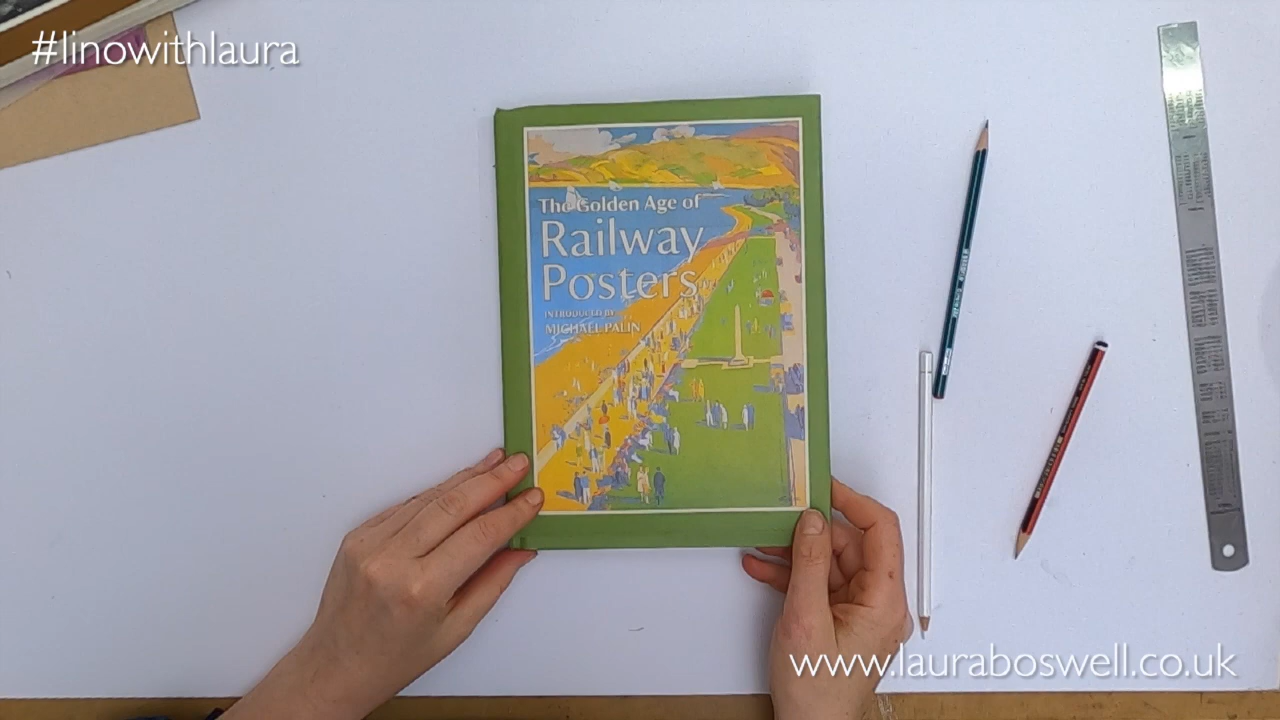 #linowithlaura
The Golden Age of
Railway
Posters
INTRODUCED BY
MICHAEL PALIN
www.lauraboswell.co.uk